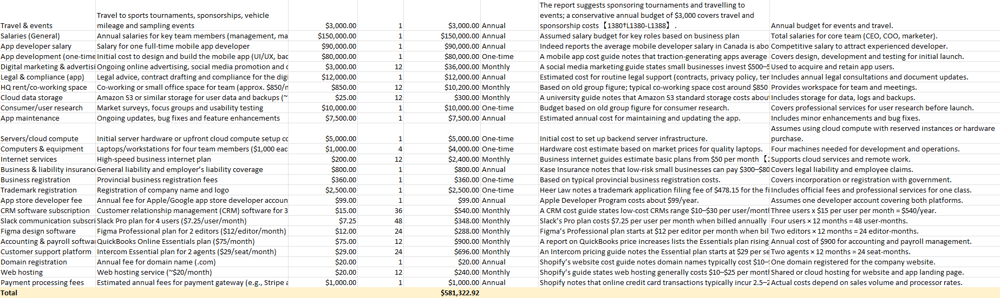 The report suggests sponsoring tournaments and travelling to
Travel to sports tournaments, sponsorships, vehicle events; a conservative annual budget of $3,000 covers travel and
Travel & events mileage and sampling events $3,000.00 1 $3,000.00 Annual sponsorship costs【1380†L1380-L1388】. Annual budget for events and travel.
Salaries (General) Annual salaries for key team members (management, ma $150,000.00 1 $150,000.00 Annual Assumed salary budget for key roles based on business plan Total salaries for core team (CEO, COO, marketer).
App developer salary Salary for one full-time mobile app developer $90,000.00 1 $90,000.00 Annual Indeed reports the average mobile developer salary in Canada is abo Competitive salary to attract experienced developer.
App development (one-time Initial cost to design and build the mobile app (UI/UX, bac $80,000.00 1 $80,000.00 One-time A mobile app cost guide notes that traction-generating apps average Covers design, development and testing for initial launch.
Digital marketing & advertisi Ongoing online advertising, social media promotion and c $3,000.00 12 $36,000.00 Monthly A social media marketing guide states small businesses invest $500–5 Used to acquire and retain app users.
Legal & compliance (app) Legal advice, contract drafting and compliance for the digi $12,000.00 1 $12,000.00 Annual Estimated cost for routine legal support (contracts, privacy policy, ter Includes annual legal consultations and document updates.
HQ rent/co-working space Co-working or small office space for team (approx. $850/n $850.00 12 $10,200.00 Monthly Based on old group figure; typical co-working space cost around $850 Provides workspace for team and meetings.
Cloud data storage Amazon S3 or similar storage for user data and backups (~ $25.00 12 $300.00 Monthly A university guide notes that Amazon S3 standard storage costs about Includes storage for data, logs and backups.
Consumer/user research Market surveys, focus groups and usability testing $10,000.00 1 $10,000.00 One-time Budget based on old group figure for consumer research. Covers professional services for user research before launch.
App maintenance Ongoing updates, bug fixes and feature enhancements $7,500.00 1 $7,500.00 Annual Estimated annual cost for maintaining and updating the app. Includes minor enhancements and bug fixes.
Assumes using cloud compute with reserved instances or hardware
Servers/cloud compute Initial server hardware or upfront cloud compute setup cc $5,000.00 1 $5,000.00 One-time Initial cost to set up backend server infrastructure. purchase.
Computers & equipment Laptops/workstations for four team members ($1,000 eac $1,000.00 4 $4,000.00 One-time Hardware cost estimate based on market prices for quality laptops. Four machines needed for development and operations.
Internet services High-speed business internet plan $200.00 12 $2,400.00 Monthly Business internet guides estimate basic plans from $50 per month【 Supports cloud services and remote work.
Business & liability insurance General liability and employer’s liability coverage $800.00 1 $800.00 Annual Kase Insurance notes that low-risk small businesses can pay $300–$80 Covers legal liability and employee claims.
Business registration Provincial business registration fees $360.00 1 $360.00 One-time Based on typical provincial business registration costs. Covers incorporation or registration with government.
Trademark registration Registration of company name and logo $2,500.00 1 $2,500.00 One-time Heer Law notes a trademark application filing fee of $478.15 for the fi Includes official fees and professional services for one class.
App store developer fee Annual fee for Apple/Google app store developer accoun $99.00 1 $99.00 Annual Apple Developer Program costs about $99/year. Assumes one developer account covering both platforms.
CRM software subscription Customer relationship management (CRM) software for 3 $15.00 36 $540.00 Monthly A CRM cost guide states low-cost CRMs range $10–$30 per user/montl Three users x $15 per user per month = $540/year.
Slack communication subscri Slack Pro plan for 4 users ($7.25/user/month) $7.25 48 $348.00 Monthly Slack’s Pro plan costs $7.25 per user per month when billed annually Four users × 12 months = 48 user-months.
Figma design software Figma Professional plan for 2 editors ($12/editor/month) $12.00 24 $288.00 Monthly Figma’s Professional plan starts at $12 per editor per month when bil Two editors × 12 months = 24 editor-months.
Accounting & payroll softwa QuickBooks Online Essentials plan ($75/month) $75.00 12 $900.00 Monthly A report on QuickBooks price increases lists the Essentials plan rising Annual cost of $900 for accounting and payroll management.
Customer support platform Intercom Essential plan for 2 agents ($29/seat/month) $29.00 24 $696.00 Monthly An Intercom pricing guide notes the Essential plan starts at $29 per se Two agents × 12 months = 24 seat-months.
Domain registration Annual fee for domain name (.com) $20.00 1 $20.00 Annual Shopify’s website cost guide notes domain names typically cost $10– One domain registered for the company website.
Web hosting Web hosting service (~$20/month) $20.00 12 $240.00 Monthly Shopify’s guide states web hosting generally costs $10–$25 per montl Shared or cloud hosting for website and app landing page.
Payment processing fees Estimated annual fees for payment gateway (e.g., Stripe a $1,000.00 1 $1,000.00 Annual Shopify notes that online credit card transactions typically incur 2.5–2 Actual costs depend on sales volume and processor rates.
Total $581,322.92